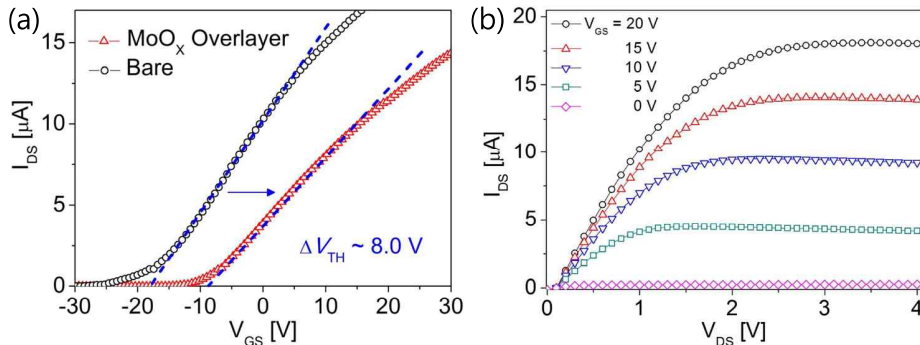 (a)
MoOX Overlayer
Bare
ΔVTH ~ 8.0 V
IDS [μA]
15
10
5
0
-30
-20
-10
0
10
20
30
VGS [V]
(b)
VGS = 20 V
15 V
10 V
5 V
0 V
IDS [μA]
20
15
10
5
0
0
1
2
3
4
VDS [V]